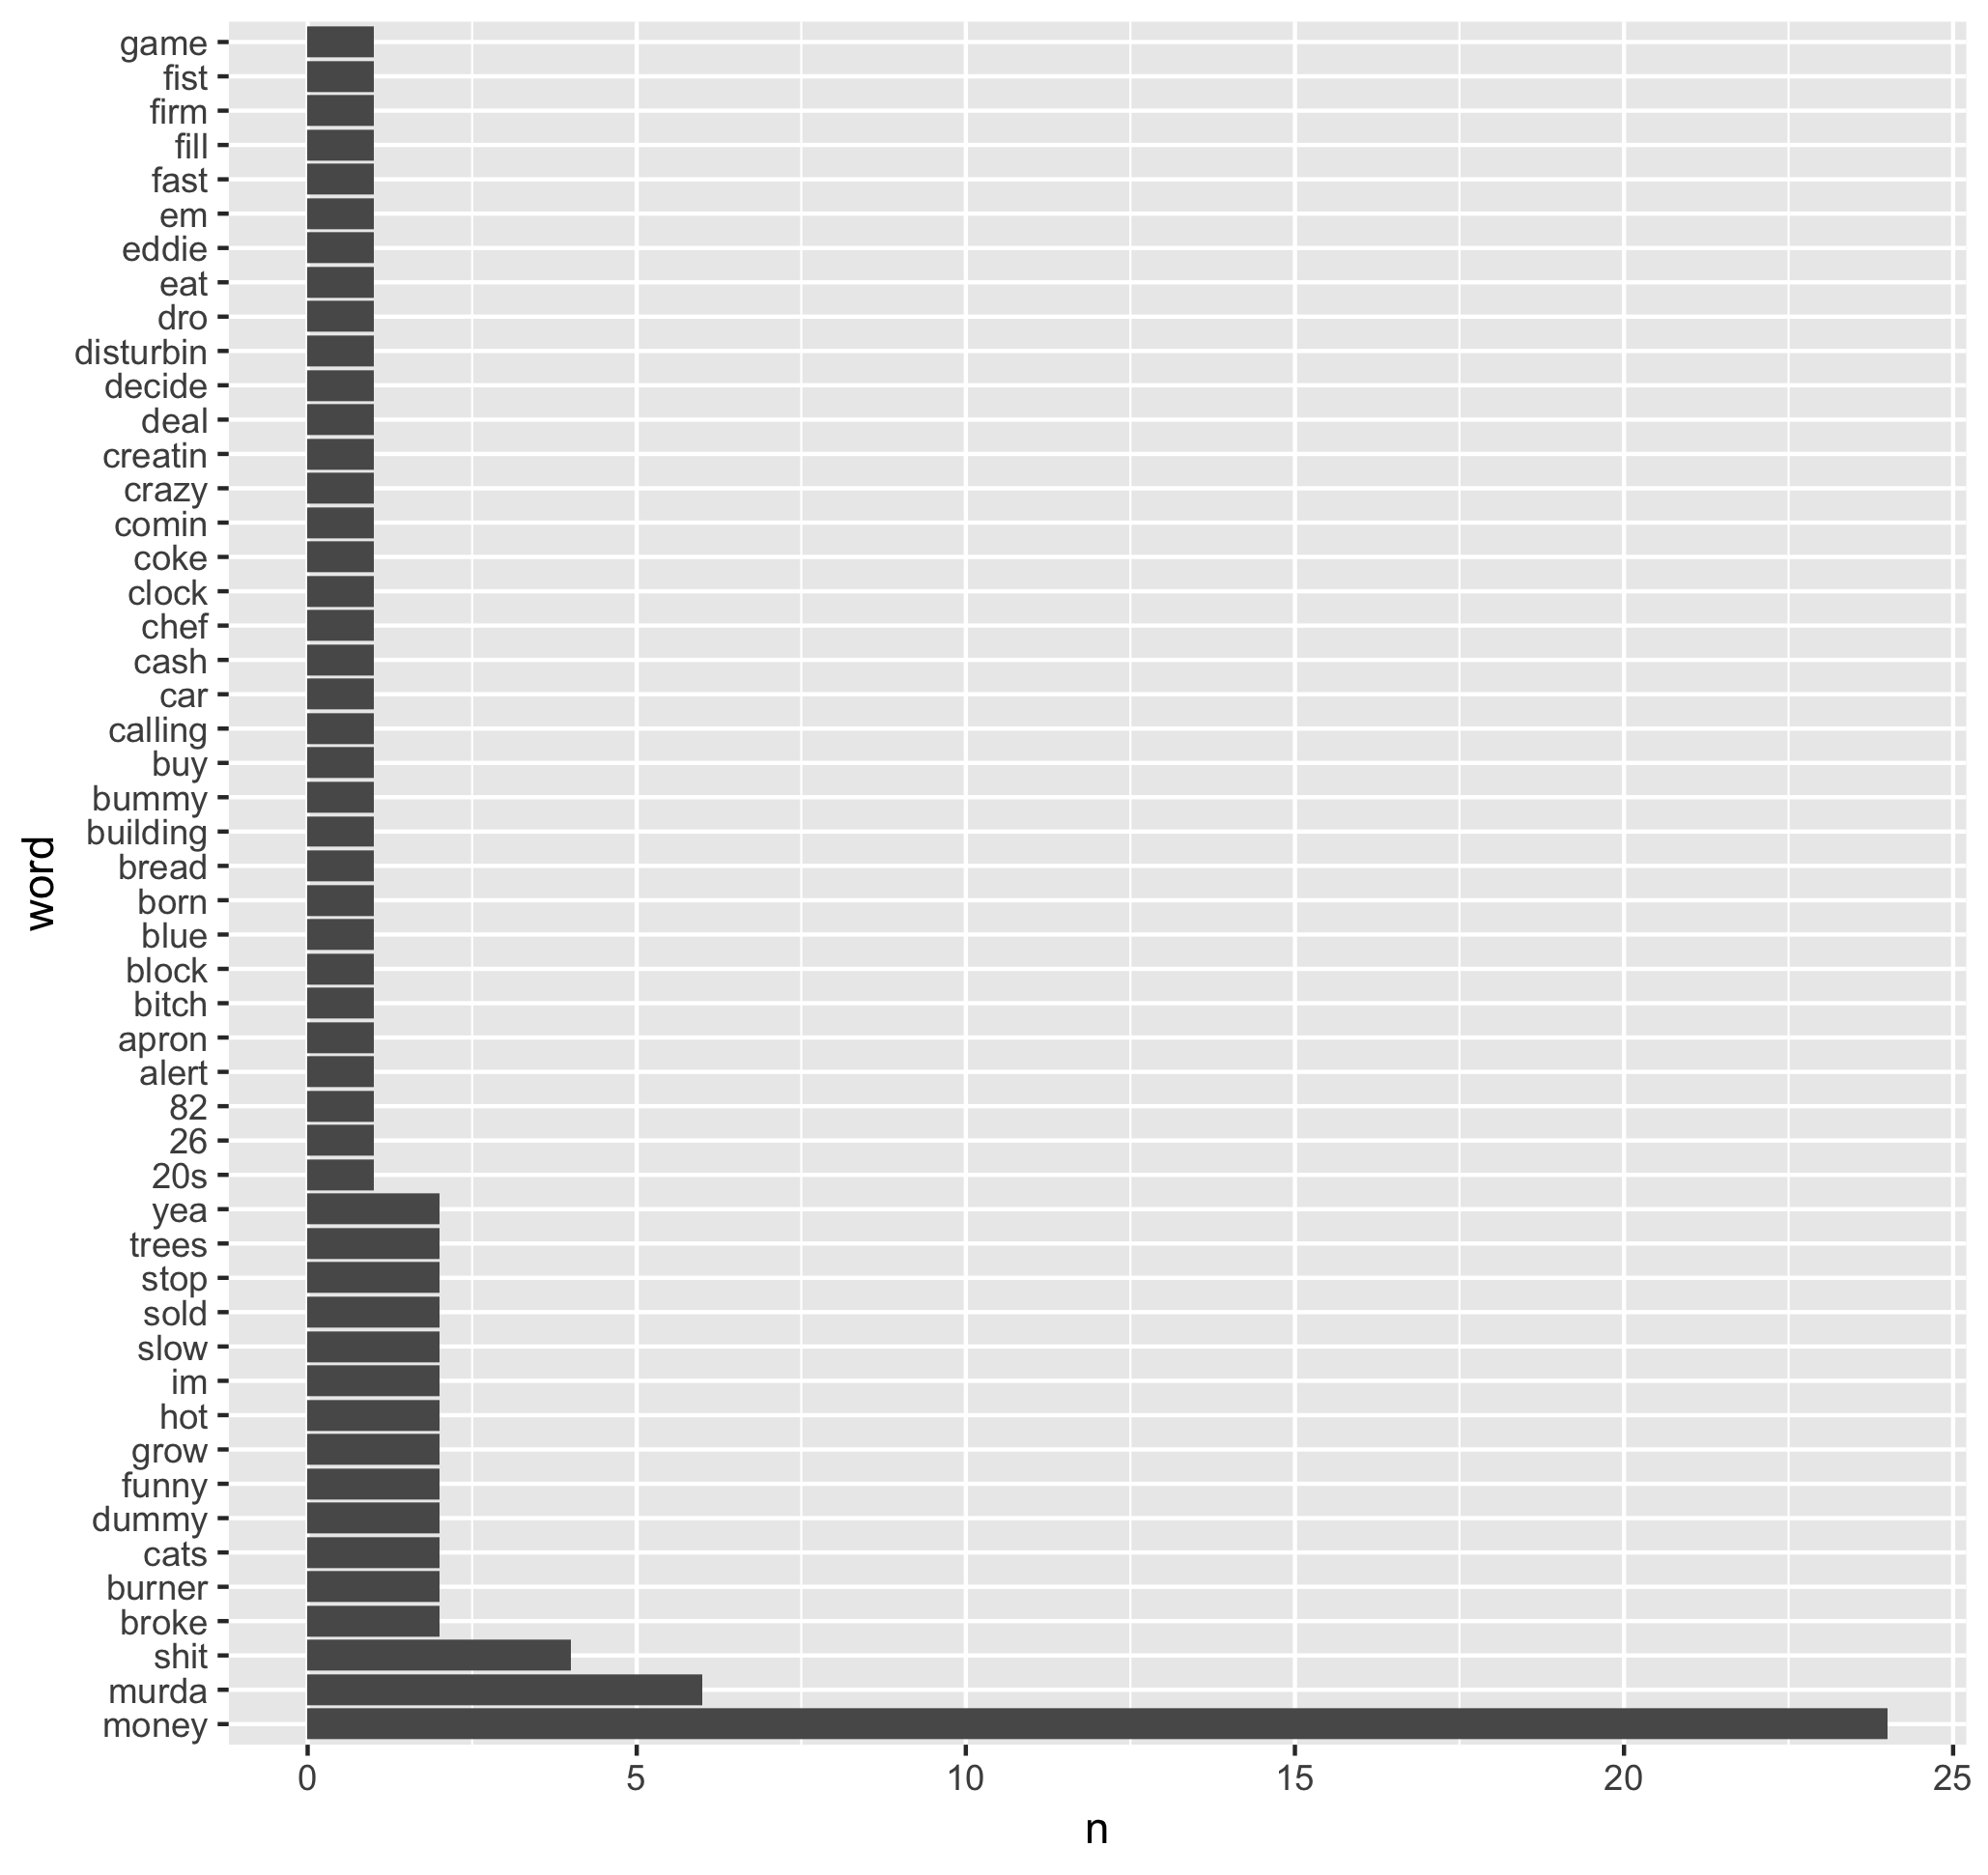 game
fist
firm
fill
fast
em
eddie
eat
dro
disturbin
decide
deal
creatin
crazy
comin
coke
clock
chef
cash
car
calling
buy
bummy
building
bread
born
blue
block
bitch
apron
alert
82
26
20s
yea
trees
stop
sold
slow
im
hot
grow
funny
dummy
cats
burner
broke
shit
murda
money
word
0 5 10 15 20 25
n